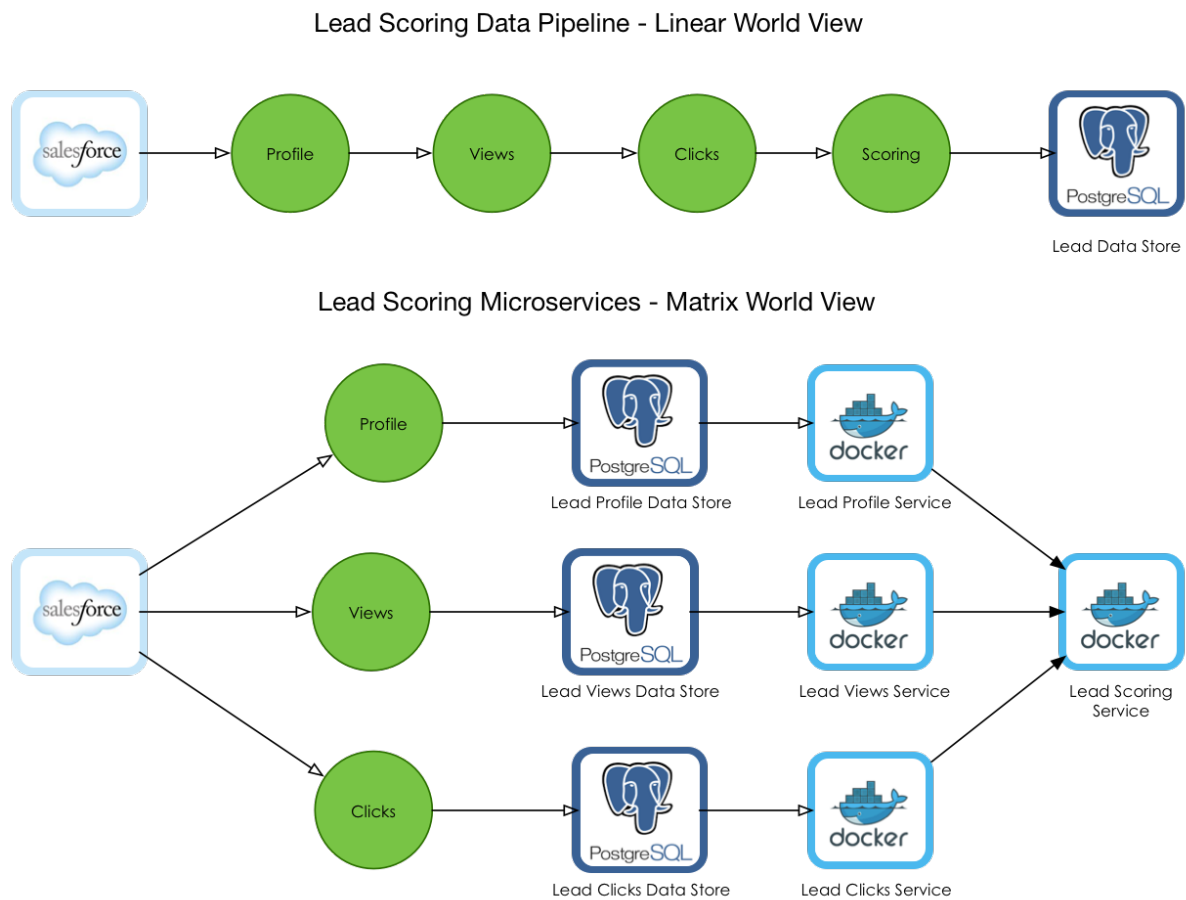 Lead Scoring Data Pipeline - Linear World View
salesforce
Profile
Views
Clicks
Scoring
PostgreSQL
Lead Data Store
Lead Scoring Microservices - Matrix World View
Profile
PostgreSQL
docker
Lead Profile Data Store
Lead Profile Service
salesforce
Views
PostgreSQL
docker
docker
Lead Views Data Store
Lead Views Service
Lead Scoring
Service
Clicks
PostgreSQL
docker
Lead Clicks Data Store
Lead Clicks Service